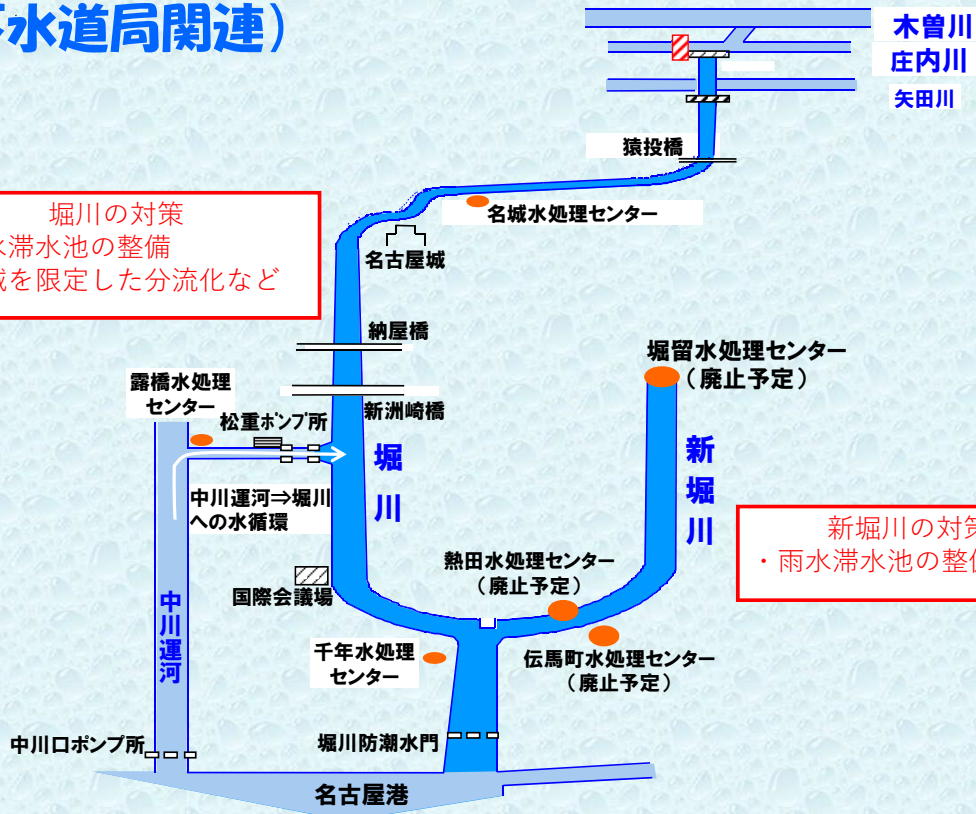 水道局関連)
木曽川
庄内川
矢田川
猿投橋
名城水処理センター
堀川の対策
水滞水池の整備
を限定した分流化など
名古屋城
納屋橋
堀留水処理センター
(廃止予定)
露橋水処理
センター
松重ポンプ所
新洲崎橋
堀川
新堀川
中川運河⇒堀川
への水循環
新堀川の対策
・雨水滞水池の整備
熱田水処理センター
(廃止予定)
国際会議場
中川運河
千年水処理
センター
伝馬町水処理センター
(廃止予定)
中川口ポンプ所
堀川防潮水門
名古屋港